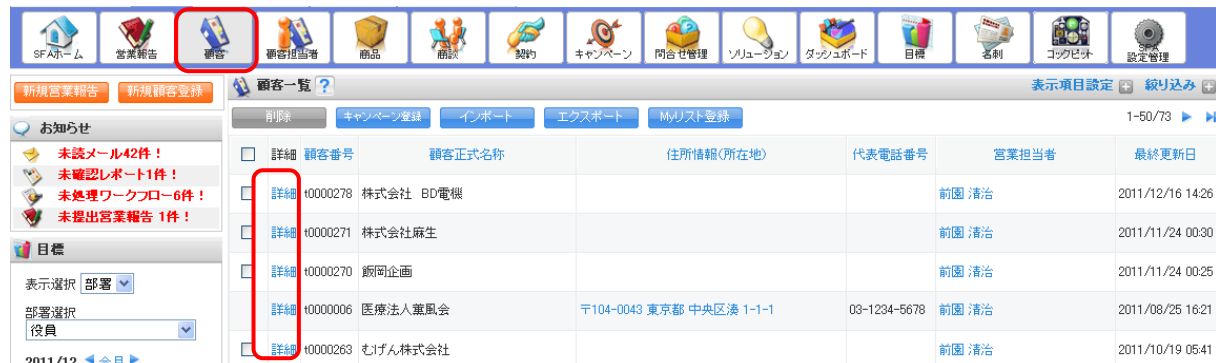 SFAホーム 営業報告 顧客 顧客担当者 商品 商談 契約 キャンペーン 問合せ管理 ソリューション ダッシュボード 目標 名刺 コックピット SFA設定管理
新規営業報告 新規顧客登録
顧客一覧 ? 表示項目設定 絞り込み
お知らせ
削除 キャンペーン登録 インポート エクスポート Myリスト登録 1-50/73
未読メール42件！
未確認レポート1件！
未処理ワークフロー6件！
未提出営業報告 1件！
詳細 顧客番号 顧客正式名称 住所情報(所在地) 代表電話番号 営業担当者 最終更新日
詳細 t0000278 株式会社 BD電機 前園 清治 2011/12/16 14:26
詳細 t0000271 株式会社麻生 前園 清治 2011/11/24 00:30
詳細 t0000270 飯岡企画 前園 清治 2011/11/24 00:25
詳細 t0000006 医療法人薫風会 〒104-0043 東京都 中央区湊 1-1-1 03-1234-5678 前園 清治 2011/08/25 16:21
詳細 t0000263 むげん株式会社 前園 清治 2011/10/19 05:41
目標
表示選択 部署
部署選択
役員
2011/12 今月